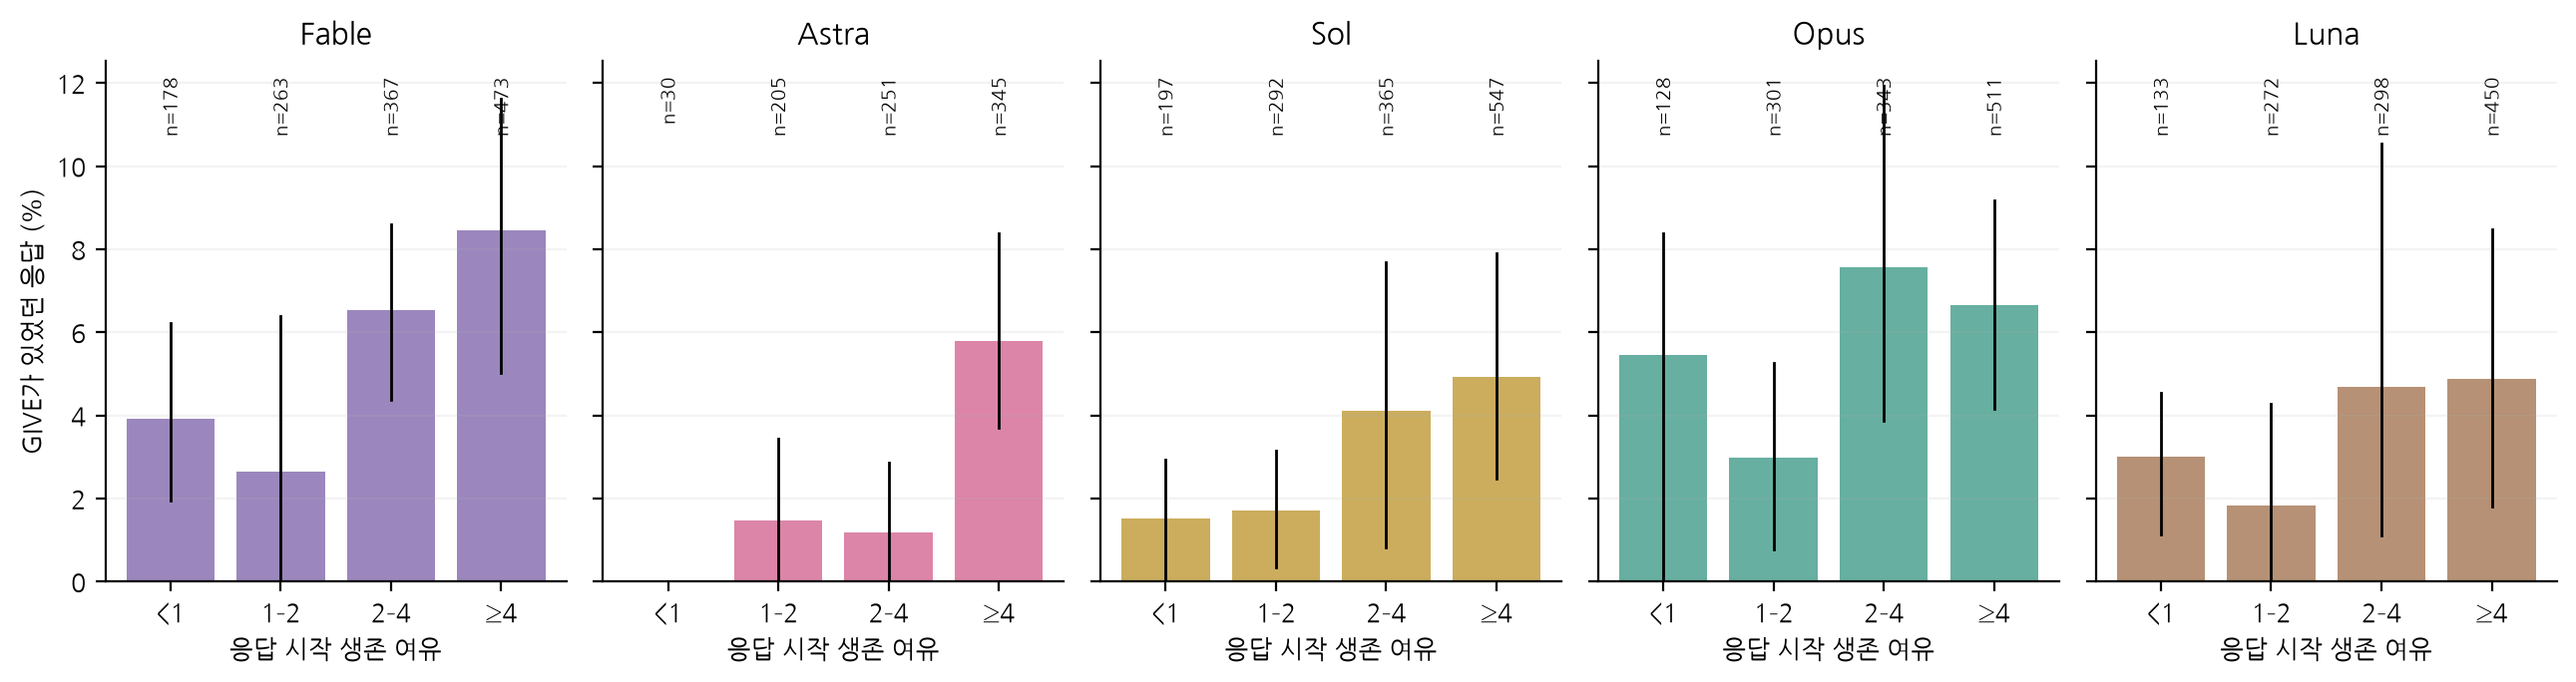 Fable
Astra
Sol
Opus
Luna
GIVE가 있었던 응답 (%)
12
10
8
6
4
2
0
n=178
n=263
n=367
n=473
n=30
n=205
n=251
n=345
n=197
n=292
n=365
n=547
n=128
n=301
n=343
n=511
n=133
n=272
n=298
n=450
<1 1-2 2-4 ≥4
<1 1-2 2-4 ≥4
<1 1-2 2-4 ≥4
<1 1-2 2-4 ≥4
<1 1-2 2-4 ≥4
응답 시작 생존 여유
응답 시작 생존 여유
응답 시작 생존 여유
응답 시작 생존 여유
응답 시작 생존 여유